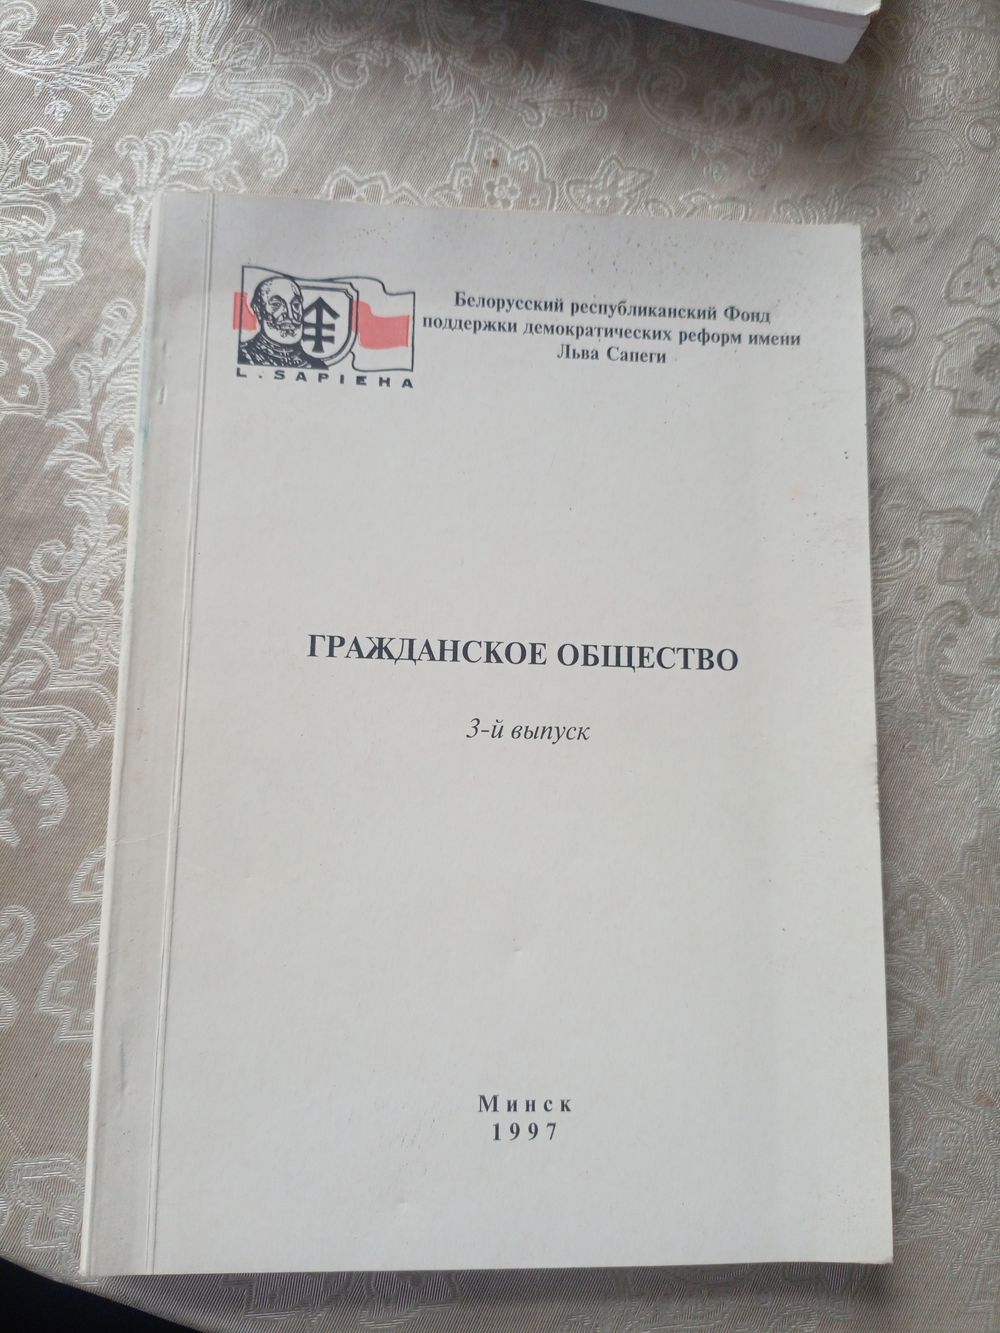 L. SAPIEHA
Белорусский республиканский Фонд
поддержки демократических реформ имени
Льва Сапеги
ГРАЖДАНСКОЕ ОБЩЕСТВО
3-й выпуск
Минск
1997